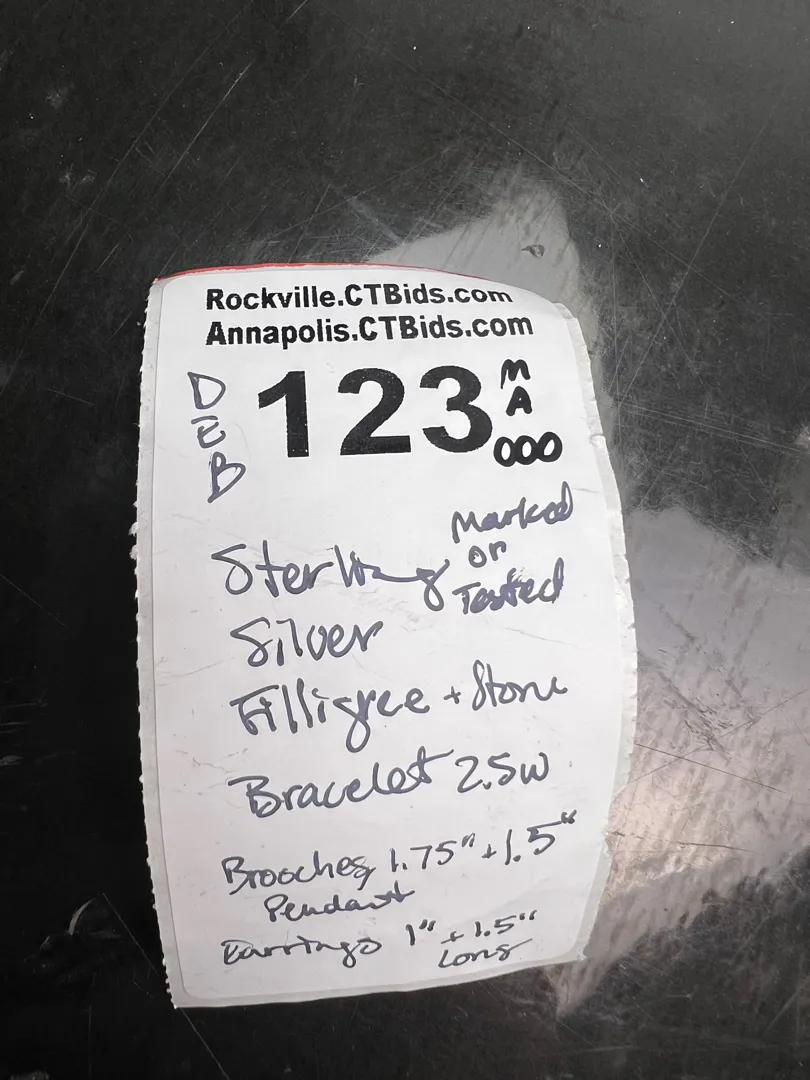 Rockville.CTBids.com
Annapolis.CTBids.com
DEB 123 MA 000
Sterling Marked or Tested
Silver
Filligree + Stone
Bracelet 2.5W
Brooches, 1.75" + 1.5"
Pendant
Earrings 1" + 1.5"
Long